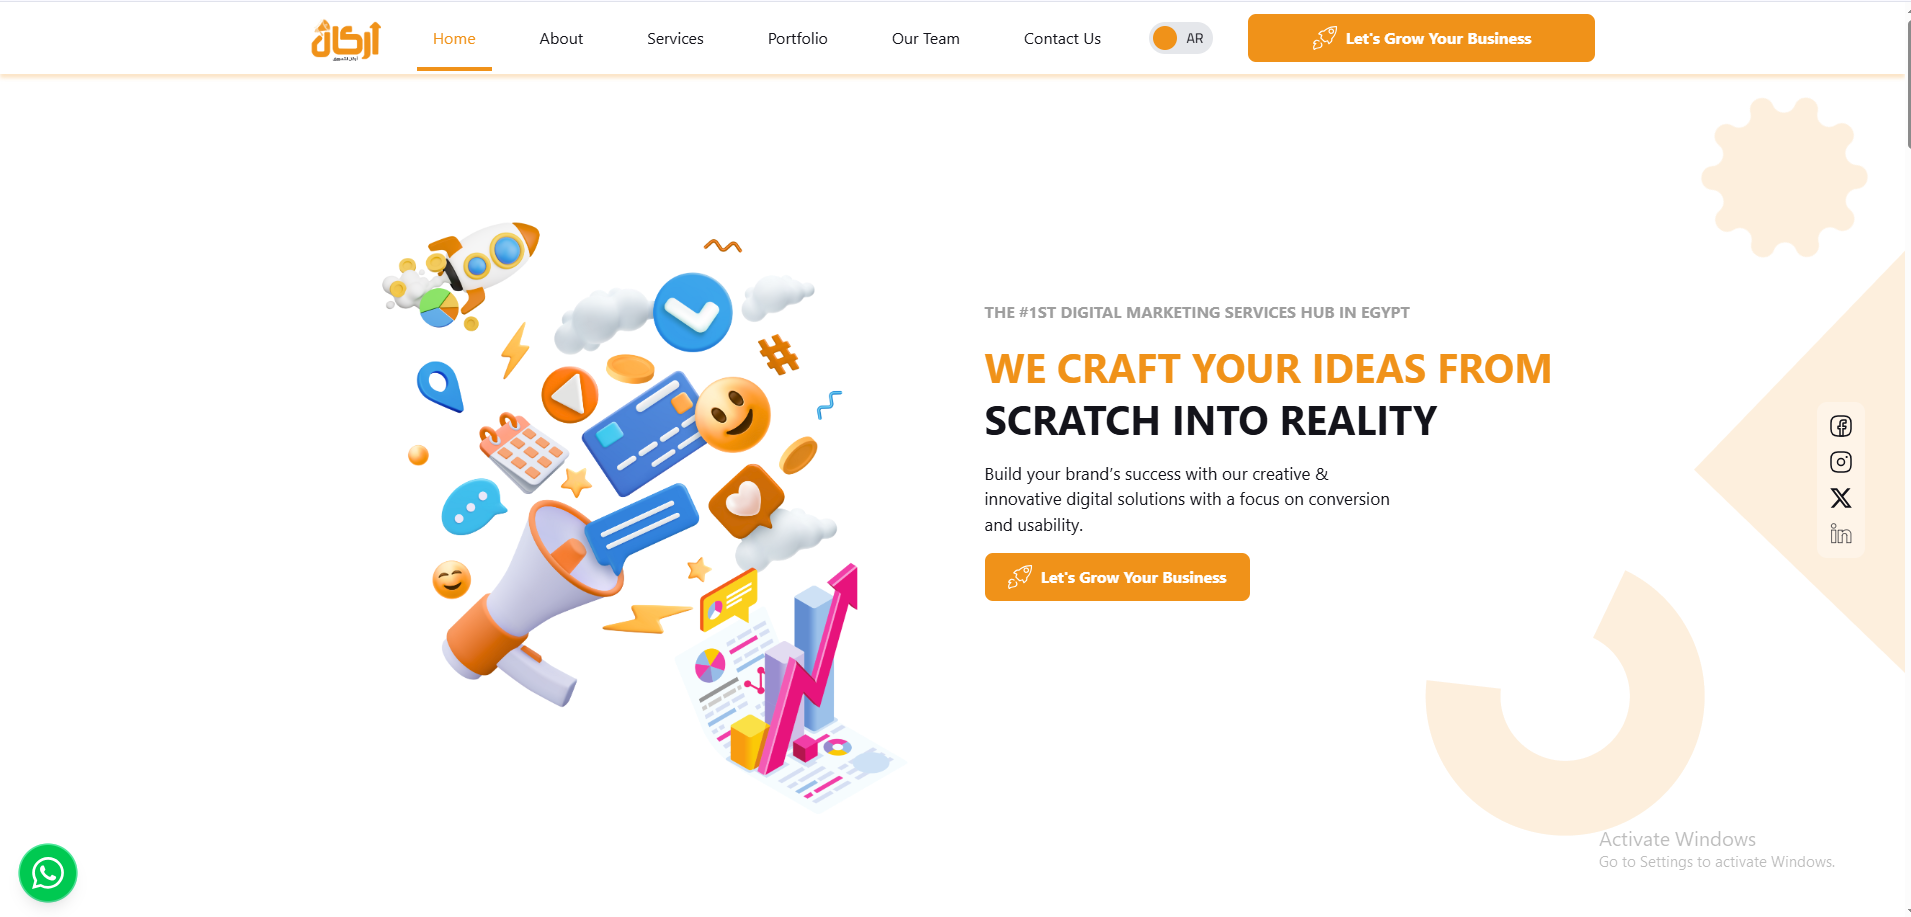 أركان
Home
About
Services
Portfolio
Our Team
Contact Us
AR
Let's Grow Your Business
THE #1ST DIGITAL MARKETING SERVICES HUB IN EGYPT
WE CRAFT YOUR IDEAS FROM
SCRATCH INTO REALITY
Build your brand’s success with our creative &
innovative digital solutions with a focus on conversion
and usability.
Let's Grow Your Business
Activate Windows
Go to Settings to activate Windows.